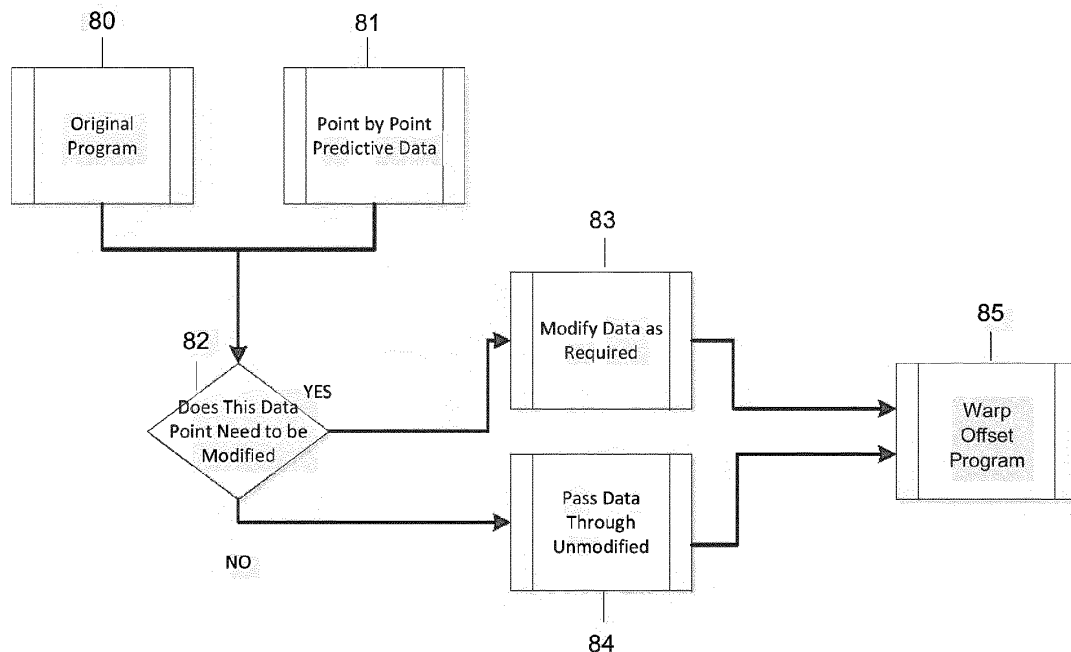 80
81
Original
Program
Point by Point
Predictive Data
82
Does This Data
Point Need to be
Modified
YES
NO
83
Modify Data as
Required
Pass Data
Through
Unmodified
84
85
Warp
Offset
Program